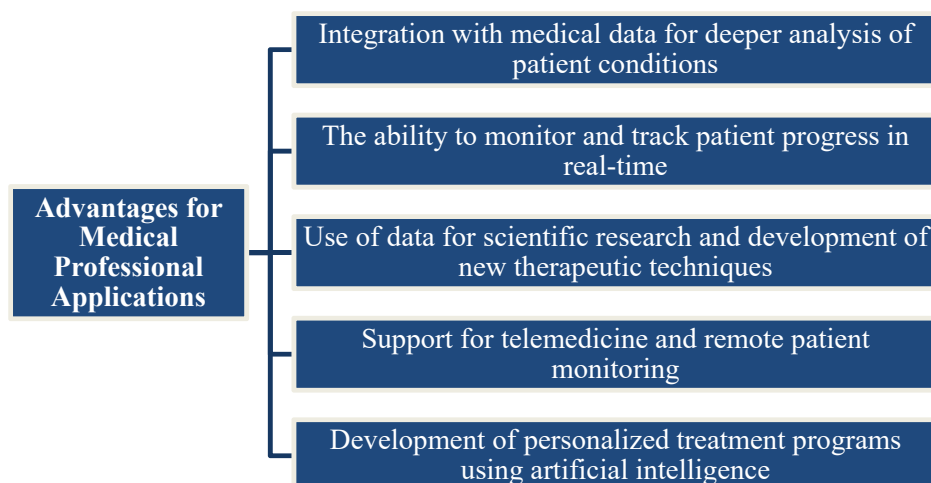 Advantages for
Medical
Professional
Applications
Integration with medical data for deeper analysis of
patient conditions
The ability to monitor and track patient progress in
real-time
Use of data for scientific research and development of
new therapeutic techniques
Support for telemedicine and remote patient
monitoring
Development of personalized treatment programs
using artificial intelligence